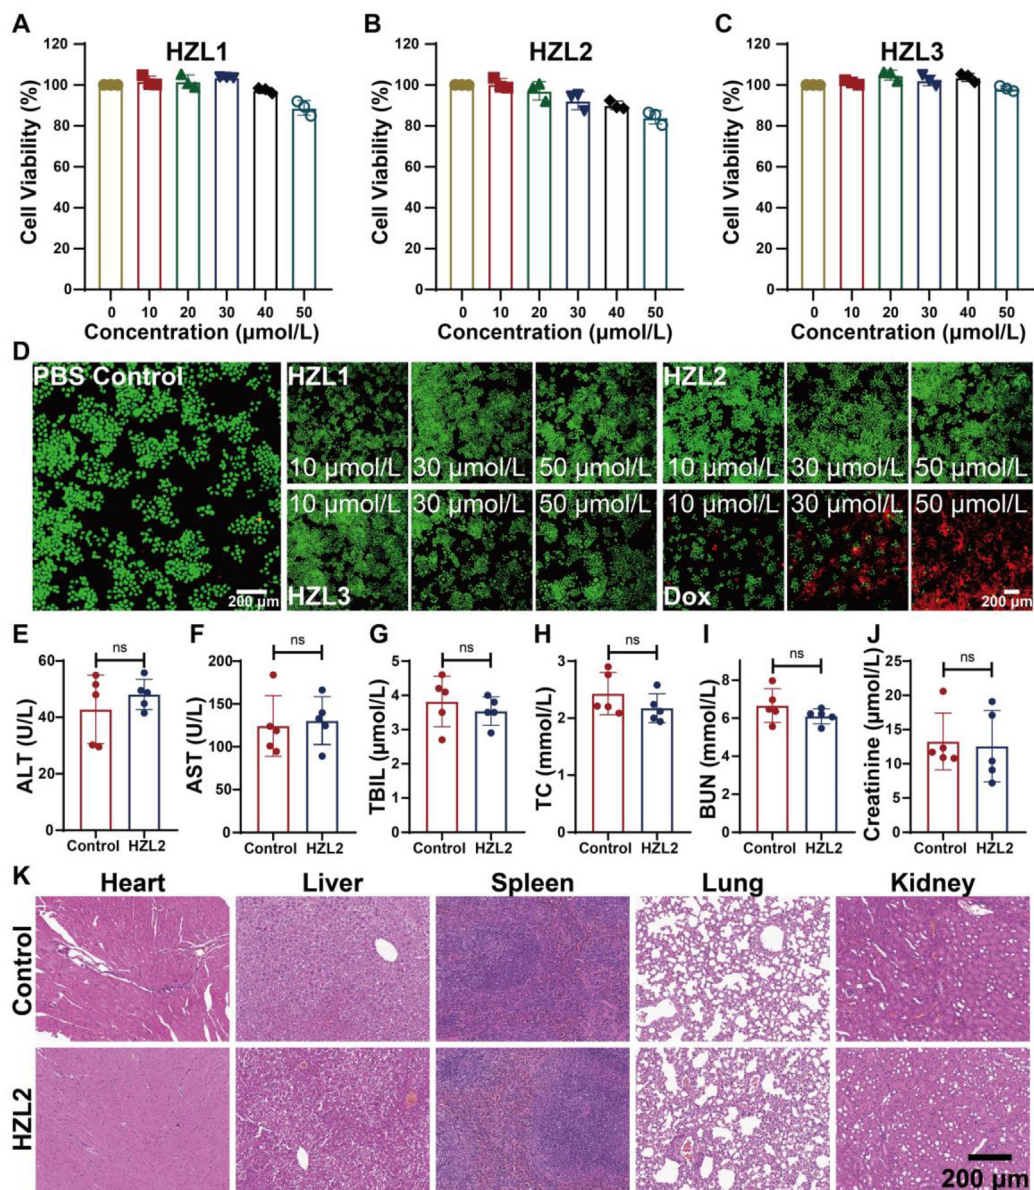 A
HZL1
120
100
80
60
40
20
0
Cell Viability (%)
0 10 20 30 40 50
Concentration (µmol/L)
B
HZL2
120
100
80
60
40
20
0
Cell Viability (%)
0 10 20 30 40 50
Concentration (µmol/L)
C
HZL3
120
100
80
60
40
20
0
Cell Viability (%)
0 10 20 30 40 50
Concentration (µmol/L)
D
PBS Control
200 µm
HZL1
10 µmol/L 30 µmol/L 50 µmol/L
HZL2
10 µmol/L 30 µmol/L 50 µmol/L
10 µmol/L 30 µmol/L 50 µmol/L
HZL3
10 µmol/L 30 µmol/L 50 µmol/L
Dox
200 µm
E
ns
60
40
20
0
ALT (U/L)
Control HZL2
F
ns
200
150
100
50
0
AST (U/L)
Control HZL2
G
ns
5
4
3
2
1
0
TBIL (µmol/L)
Control HZL2
H
ns
3
2
1
0
TC (mmol/L)
Control HZL2
I
ns
10
8
6
4
2
0
BUN (mmol/L)
Control HZL2
J
ns
25
20
15
10
5
0
Creatinine (µmol/L)
Control HZL2
K
Heart Liver Spleen Lung Kidney
Control
HZL2
200 µm